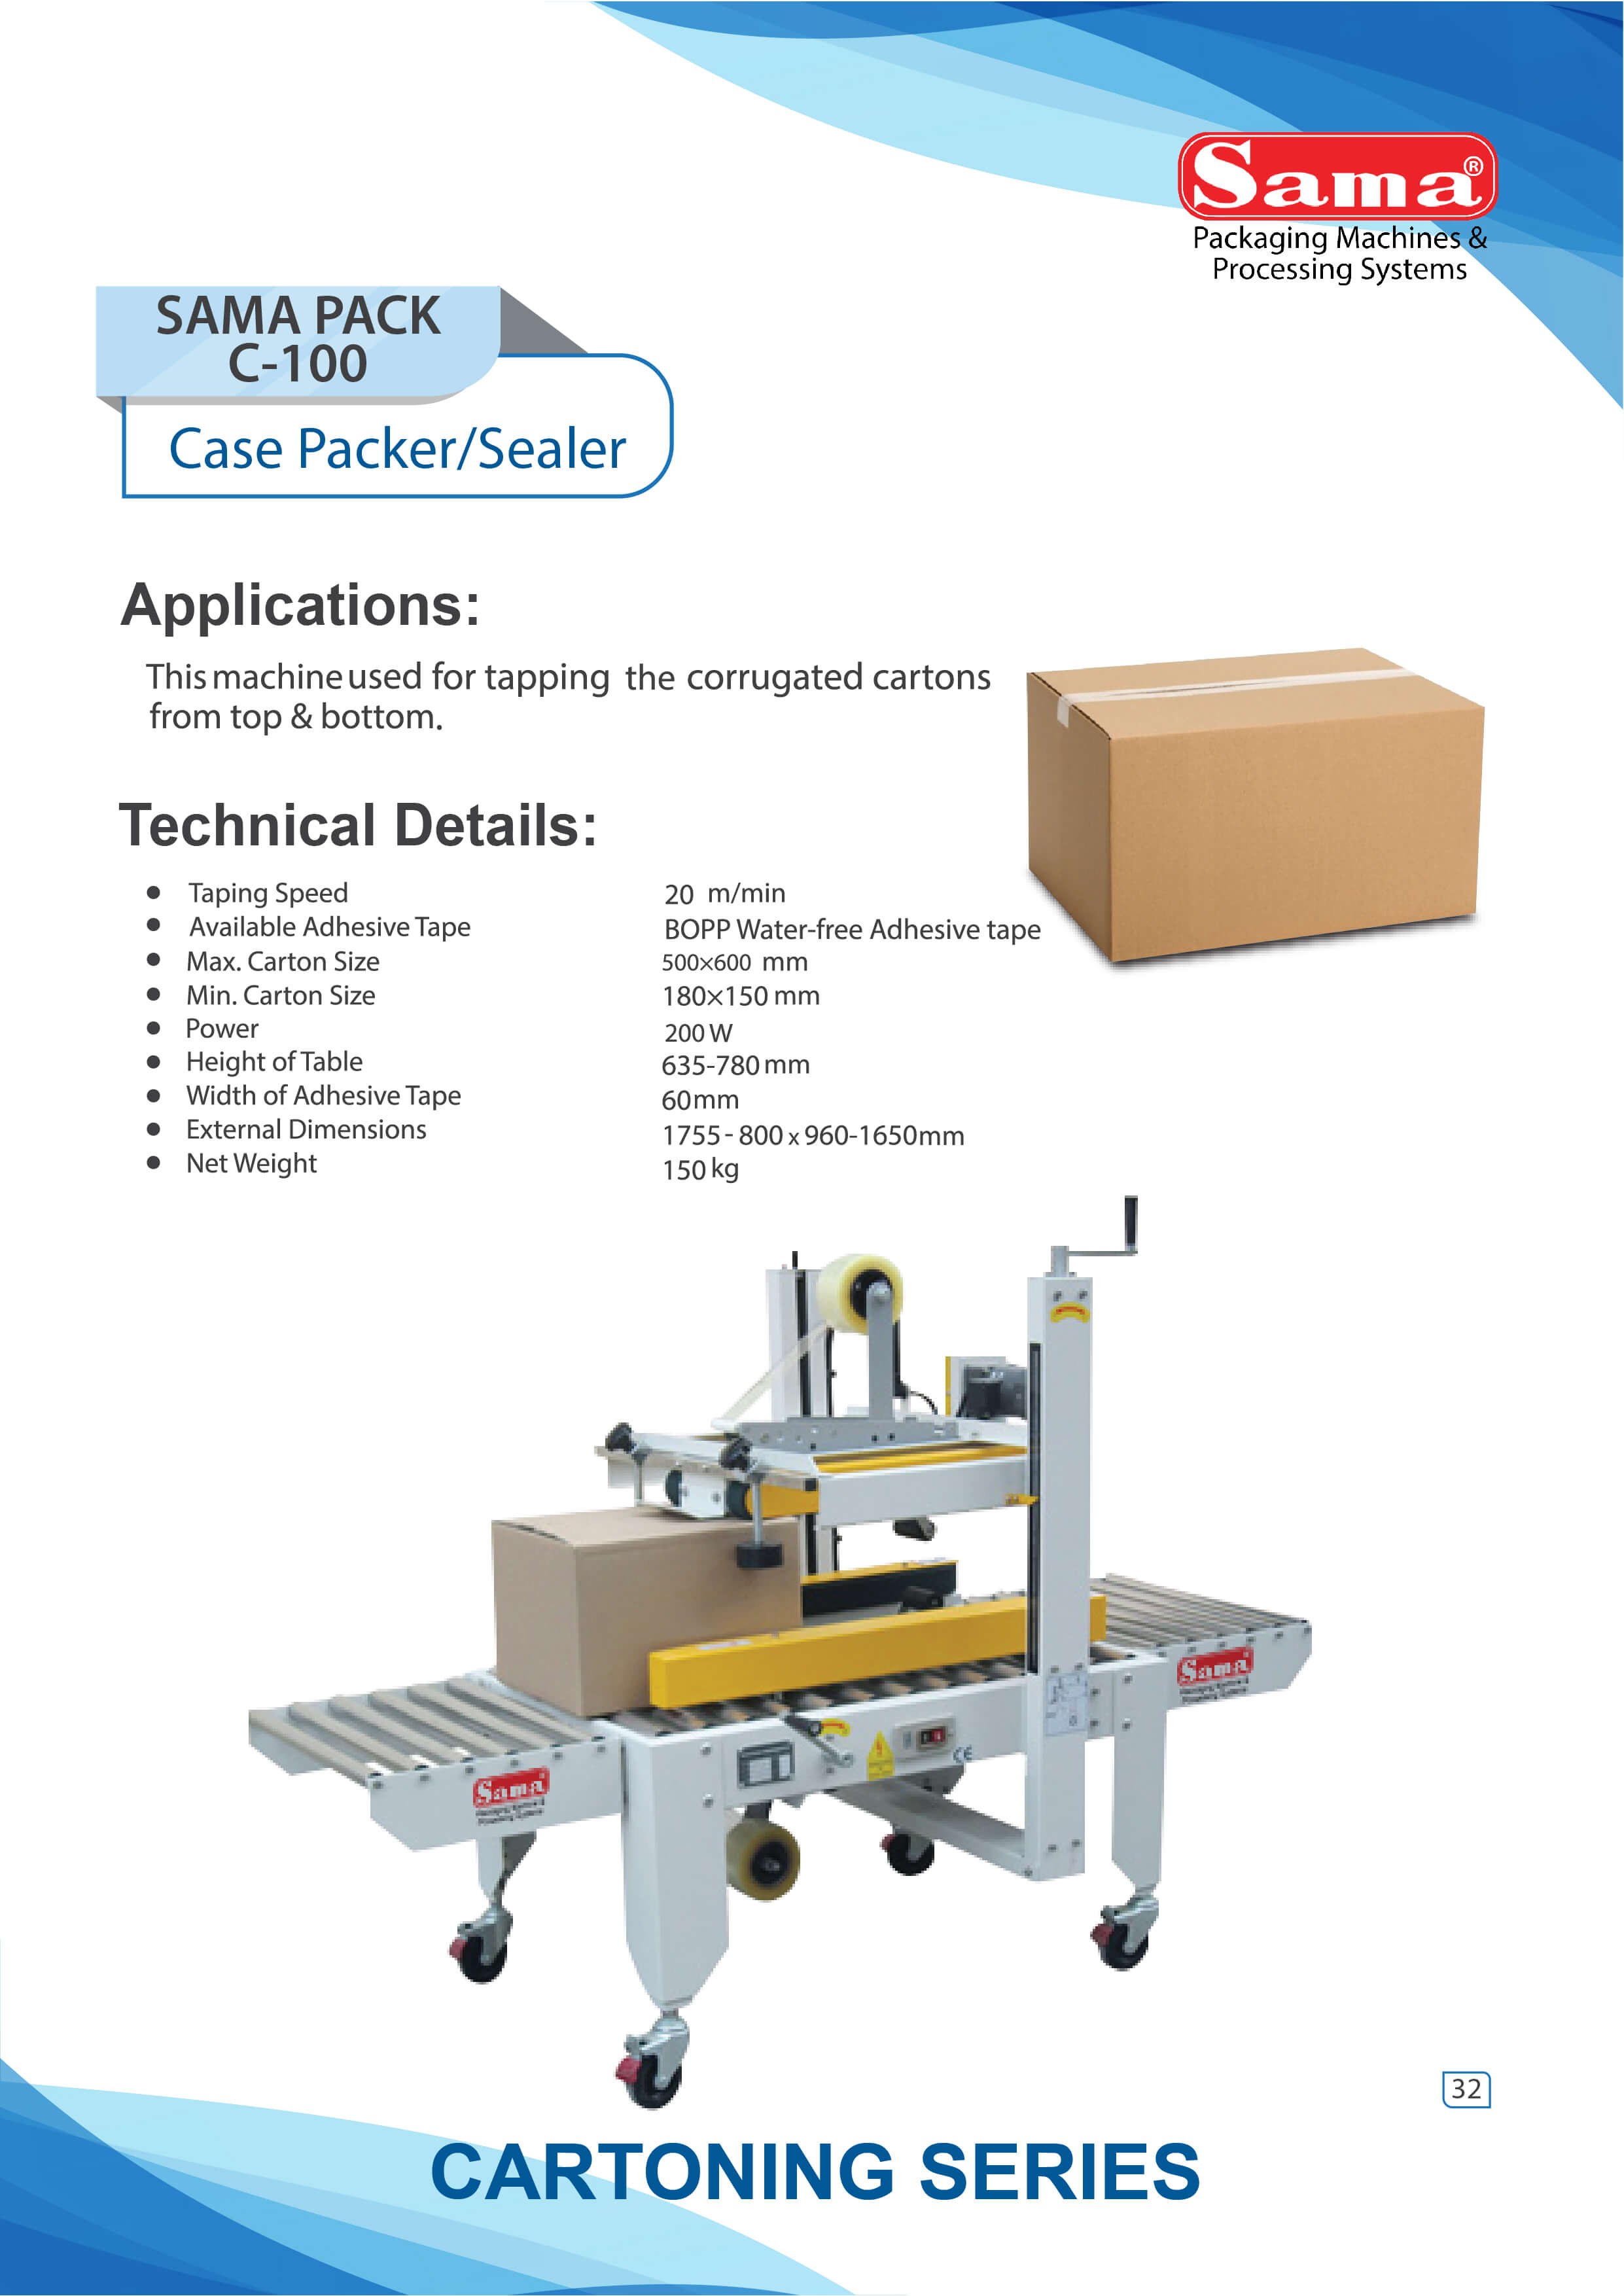 Sama®
Packaging Machines &
Processing Systems
SAMA PACK
C-100
Case Packer/Sealer
Applications:
This machine used for tapping the corrugated cartons
from top & bottom.
Technical Details:
● Taping Speed 20 m/min
● Available Adhesive Tape BOPP Water-free Adhesive tape
● Max. Carton Size 500×600 mm
● Min. Carton Size 180×150 mm
● Power 200 W
● Height of Table 635-780 mm
● Width of Adhesive Tape 60mm
● External Dimensions 1755 - 800 x 960-1650mm
● Net Weight 150 kg
Sama
Sama
CE
32
CARTONING SERIES